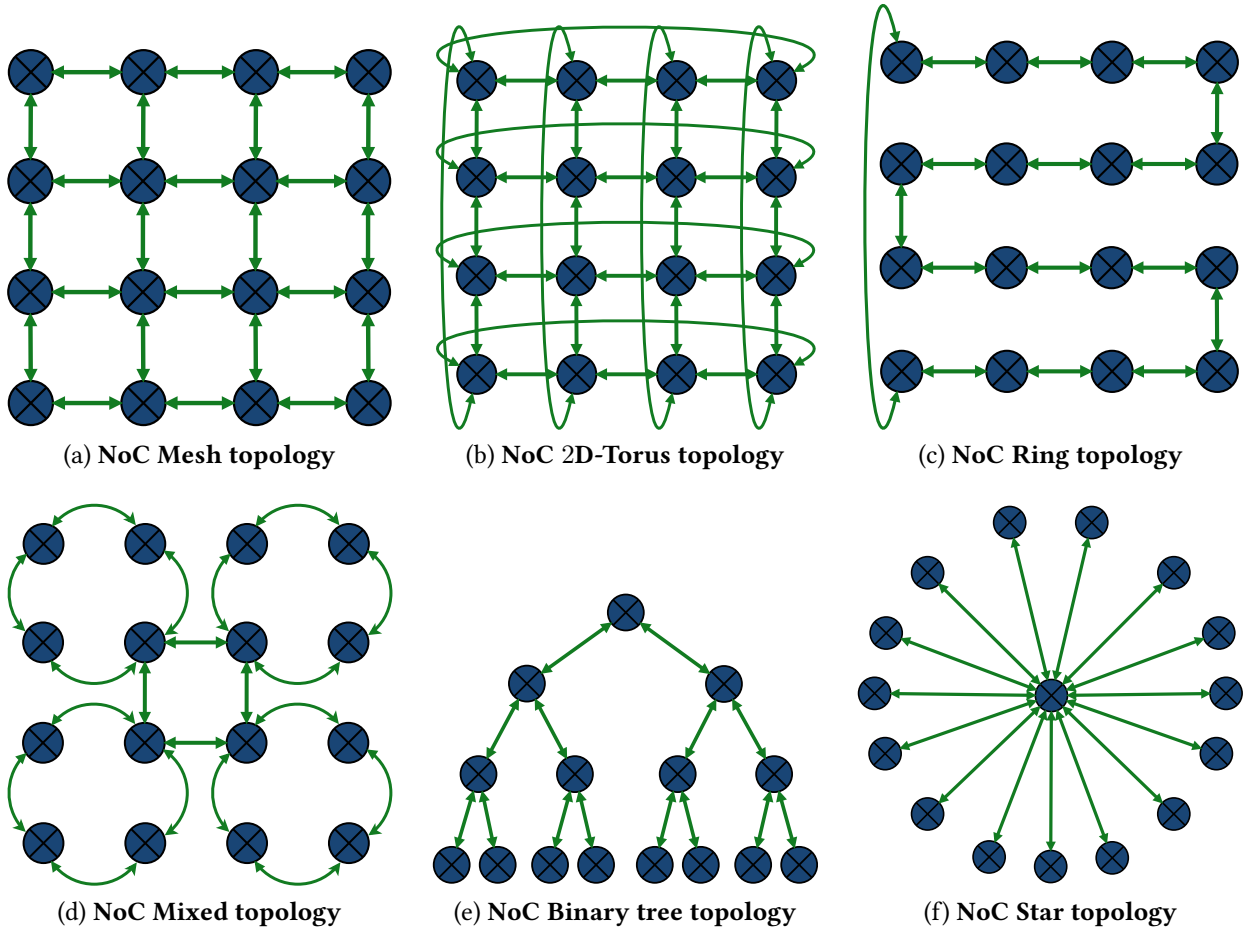 (a) NoC Mesh topology
(b) NoC 2D-Torus topology
(c) NoC Ring topology
(d) NoC Mixed topology
(e) NoC Binary tree topology
(f) NoC Star topology